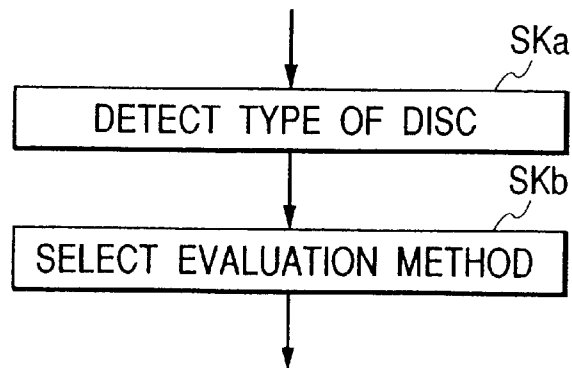 SKa
DETECT TYPE OF DISC
SKb
SELECT EVALUATION METHOD